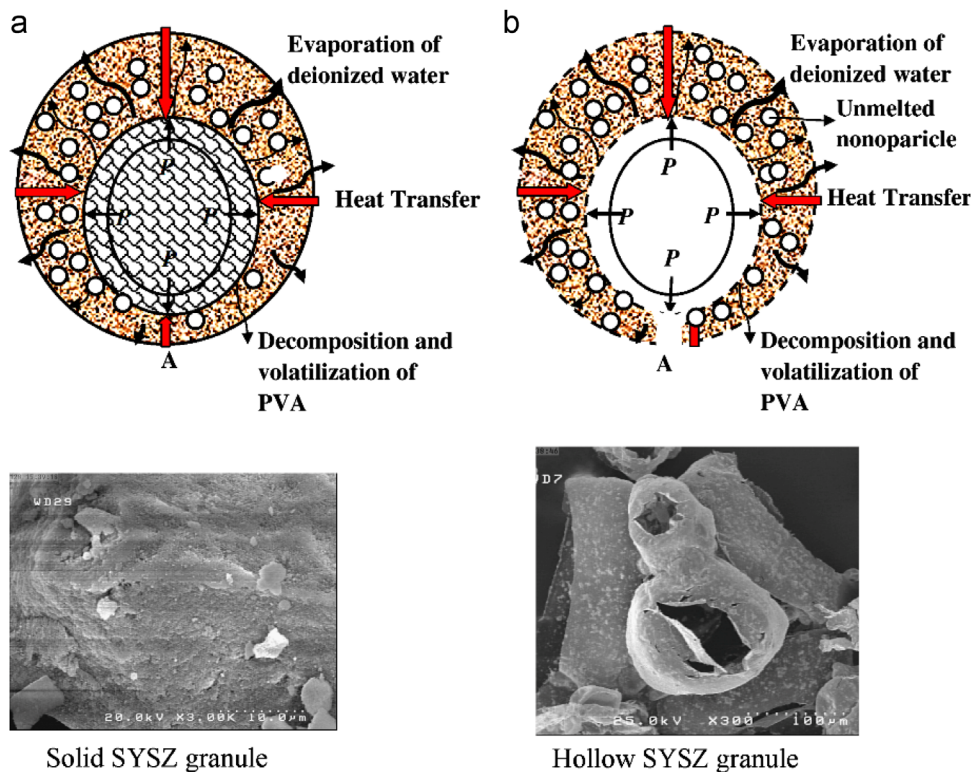 a
Evaporation of
deionized water
P
P
P
P
Heat Transfer
A
Decomposition and
volatilization of
PVA
b
Evaporation of
deionized water
Unmelted
nonoparicle
P
P
P
P
Heat Transfer
A
Decomposition and
volatilization of
PVA
WD29
20.0kV X3.00K 10.0μm
Solid SYSZ granule
WD7
25.0kV X300 100μm
Hollow SYSZ granule